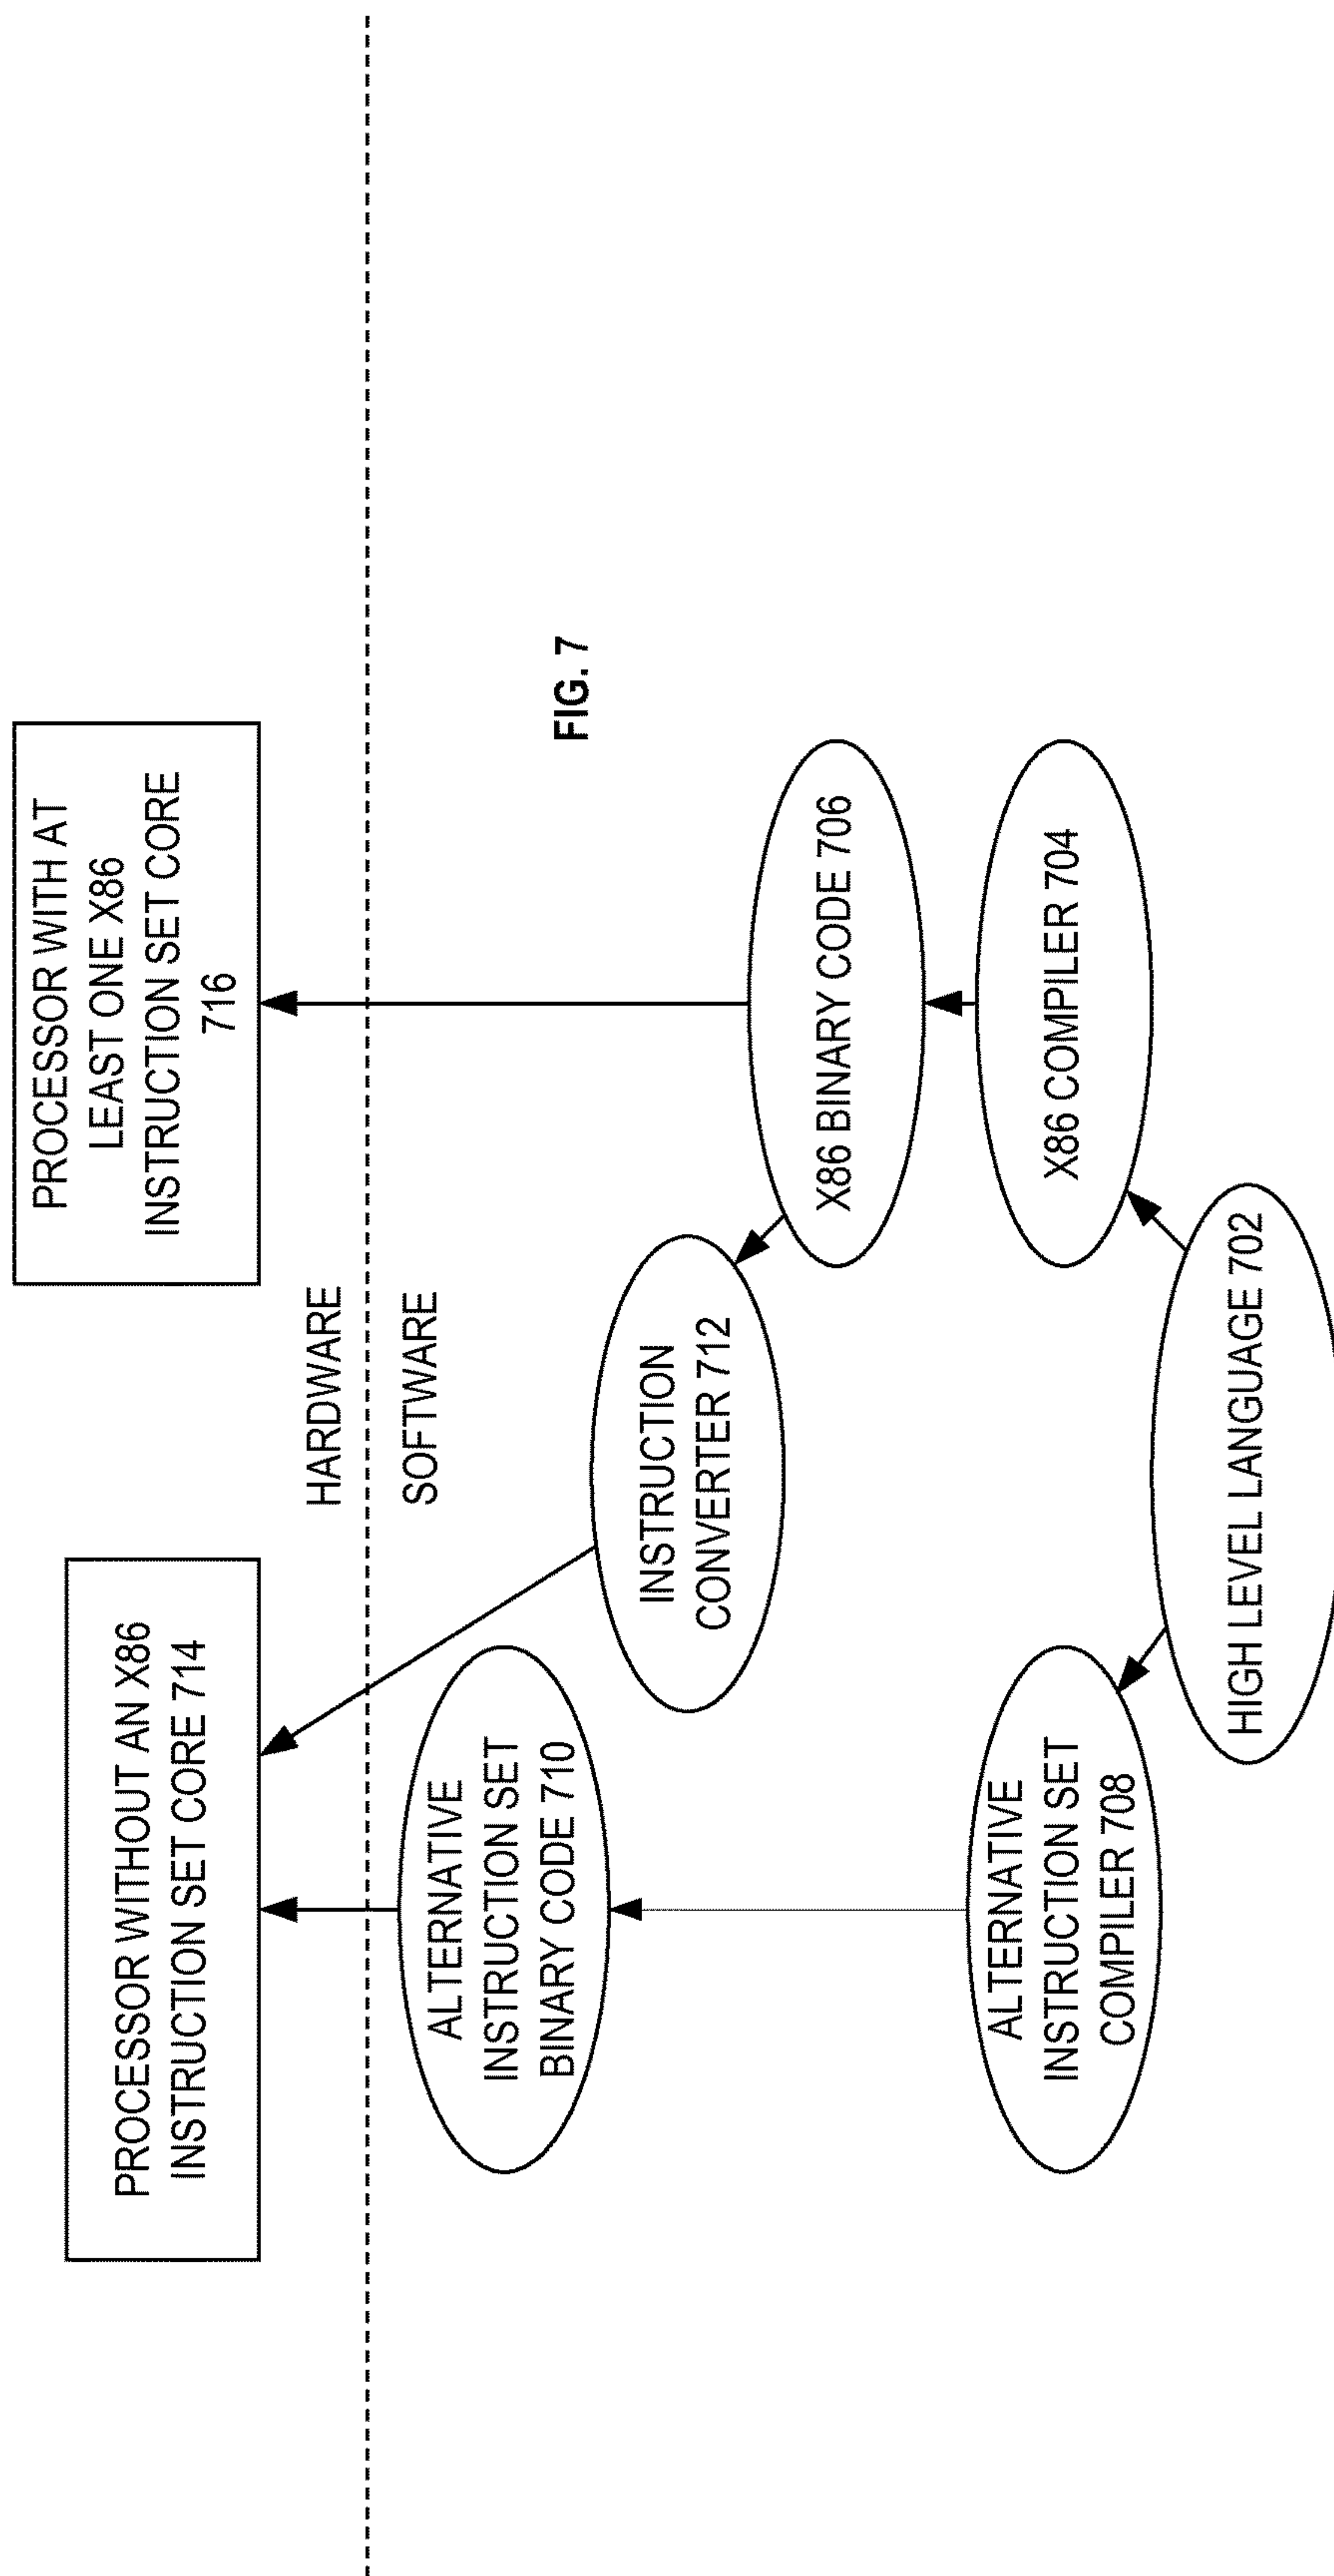 PROCESSOR WITHOUT AN X86
INSTRUCTION SET CORE 714
PROCESSOR WITH AT
LEAST ONE X86
INSTRUCTION SET CORE
716
HARDWARE
SOFTWARE
ALTERNATIVE
INSTRUCTION SET
BINARY CODE 710
FIG. 7
INSTRUCTION
CONVERTER 712
X86 BINARY CODE 706
ALTERNATIVE
INSTRUCTION SET
COMPILER 708
X86 COMPILER 704
HIGH LEVEL LANGUAGE 702